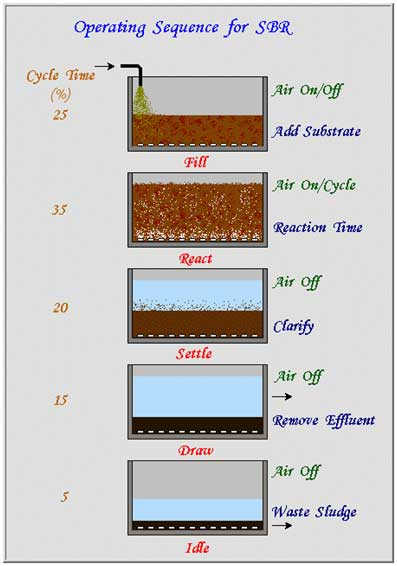 Operating Sequence for SBR
Cycle Time
(%)
25
Air On/Off
Add Substrate
Fill
35
Air On/Cycle
Reaction Time
React
20
Air Off
Clarify
Settle
15
Air Off
Remove Effluent
Draw
5
Air Off
Waste Sludge
Idle